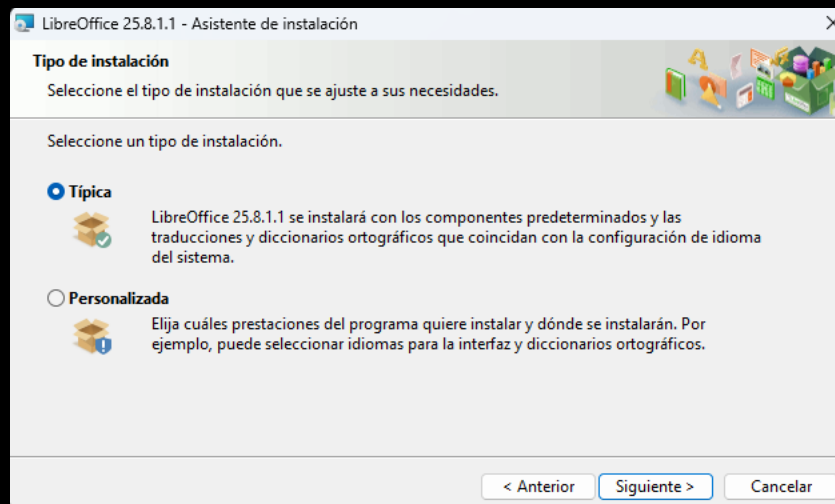 LibreOffice 25.8.1.1 - Asistente de instalación
Tipo de instalación
Seleccione el tipo de instalación que se ajuste a sus necesidades.
Seleccione un tipo de instalación.
Típica
LibreOffice 25.8.1.1 se instalará con los componentes predeterminados y las
traducciones y diccionarios ortográficos que coincidan con la configuración de idioma
del sistema.
Personalizada
Elija cuáles prestaciones del programa quiere instalar y dónde se instalarán. Por
ejemplo, puede seleccionar idiomas para la interfaz y diccionarios ortográficos.
< Anterior
Siguiente >
Cancelar